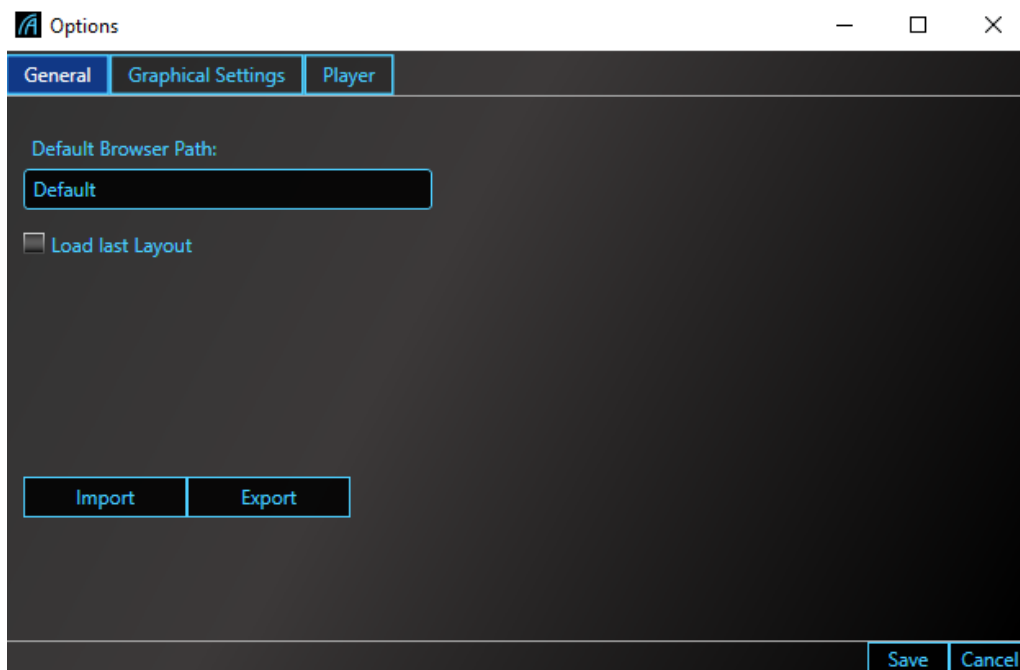 Options
General Graphical Settings Player
Default Browser Path:
Default
Load last Layout
Import Export
Save Cancel